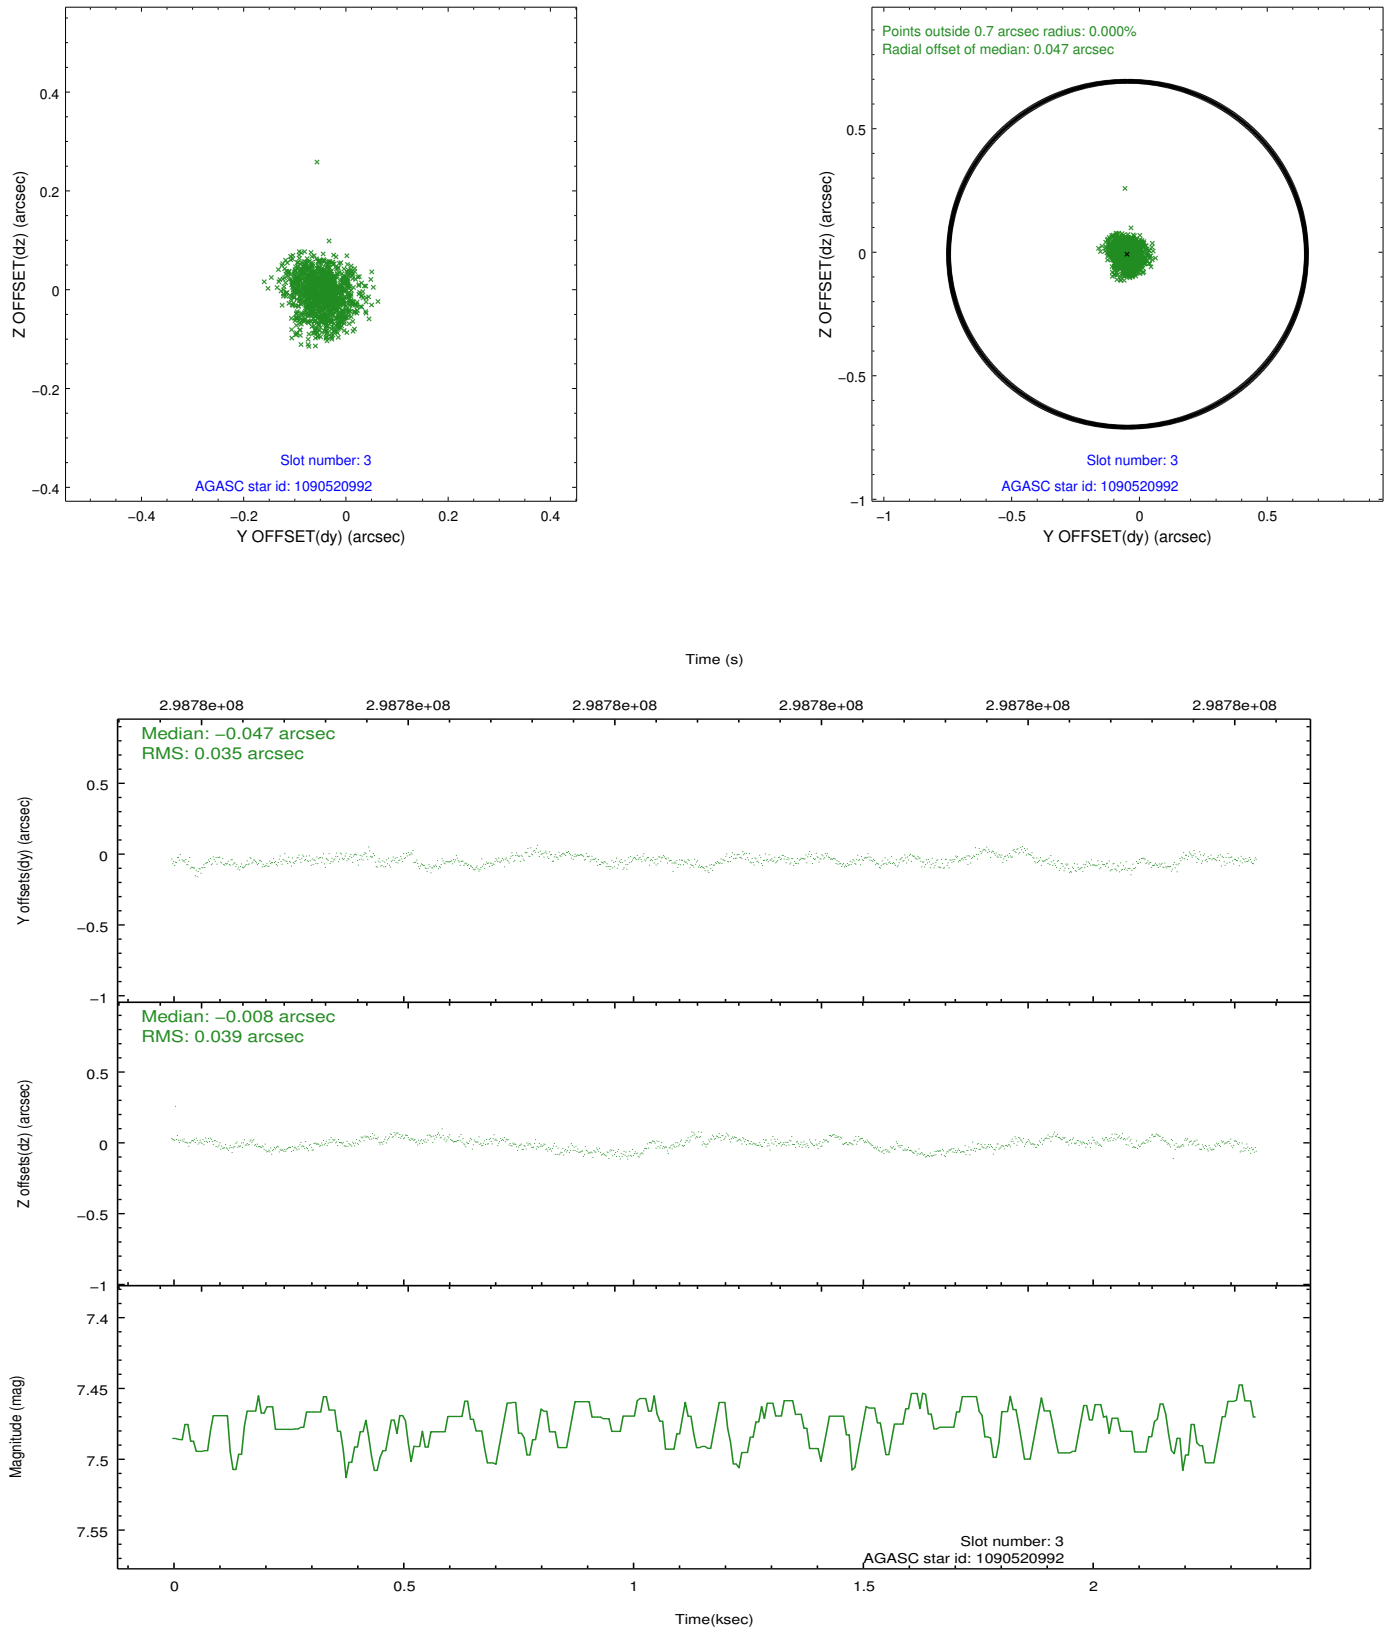 0.4
0.2
0
−0.2
−0.4
Z OFFSET(dz) (arcsec)
Slot number: 3
AGASC star id: 1090520992
−0.4 −0.2 0 0.2 0.4
Y OFFSET(dy) (arcsec)
Points outside 0.7 arcsec radius: 0.000%
Radial offset of median: 0.047 arcsec
0.5
0
−0.5
−1
Z OFFSET(dz) (arcsec)
Slot number: 3
AGASC star id: 1090520992
−1 −0.5 0 0.5
Y OFFSET(dy) (arcsec)
Time (s)
2.9878e+08 2.9878e+08 2.9878e+08 2.9878e+08 2.9878e+08 2.9878e+08
Median: −0.047 arcsec
RMS: 0.035 arcsec
0.5
0
−0.5
−1
Y offsets(dy) (arcsec)
Median: −0.008 arcsec
RMS: 0.039 arcsec
0.5
0
−0.5
−1
Z offsets(dz) (arcsec)
7.4
7.45
7.5
7.55
Magnitude (mag)
Slot number: 3
AGASC star id: 1090520992
0 0.5 1 1.5 2
Time(ksec)